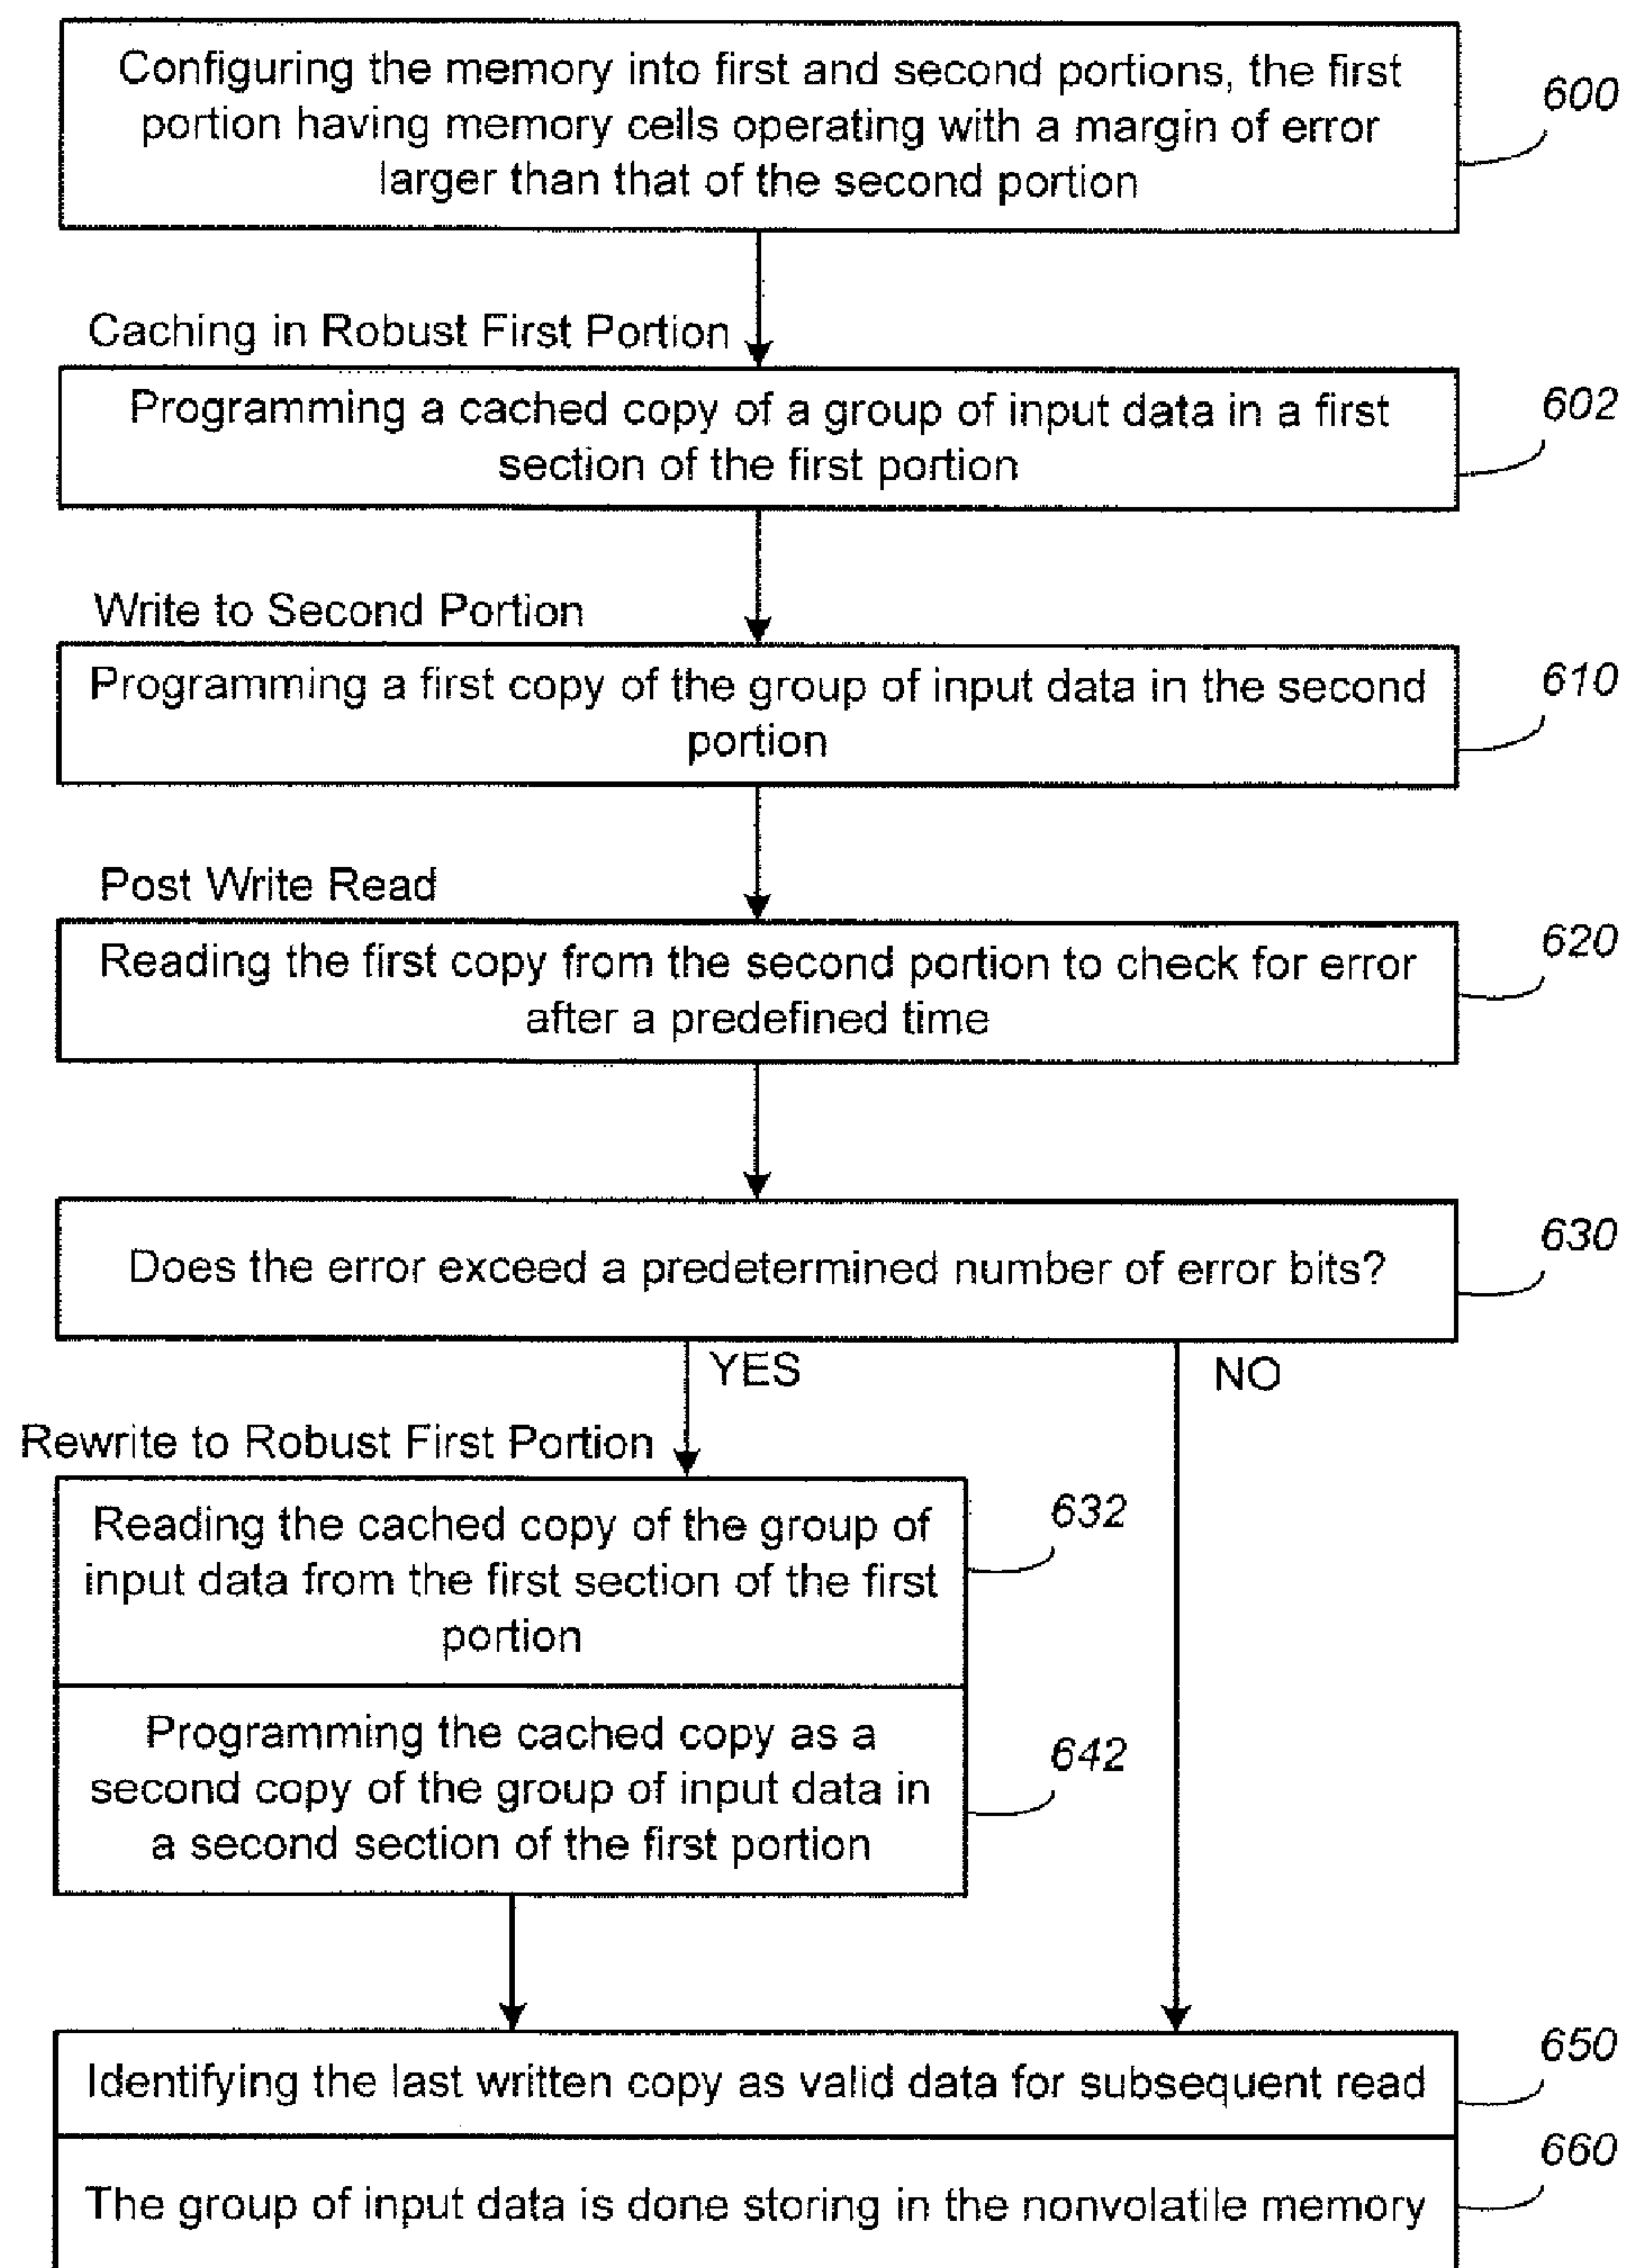 Configuring the memory into first and second portions, the first
portion having memory cells operating with a margin of error
larger than that of the second portion
600
Caching in Robust First Portion
Programming a cached copy of a group of input data in a first
section of the first portion
602
Write to Second Portion
Programming a first copy of the group of input data in the second
portion
610
Post Write Read
Reading the first copy from the second portion to check for error
after a predefined time
620
Does the error exceed a predetermined number of error bits?
630
YES
NO
Rewrite to Robust First Portion
Reading the cached copy of the group of
input data from the first section of the first
portion
632
Programming the cached copy as a
second copy of the group of input data in
a second section of the first portion
642
Identifying the last written copy as valid data for subsequent read
650
The group of input data is done storing in the nonvolatile memory
660